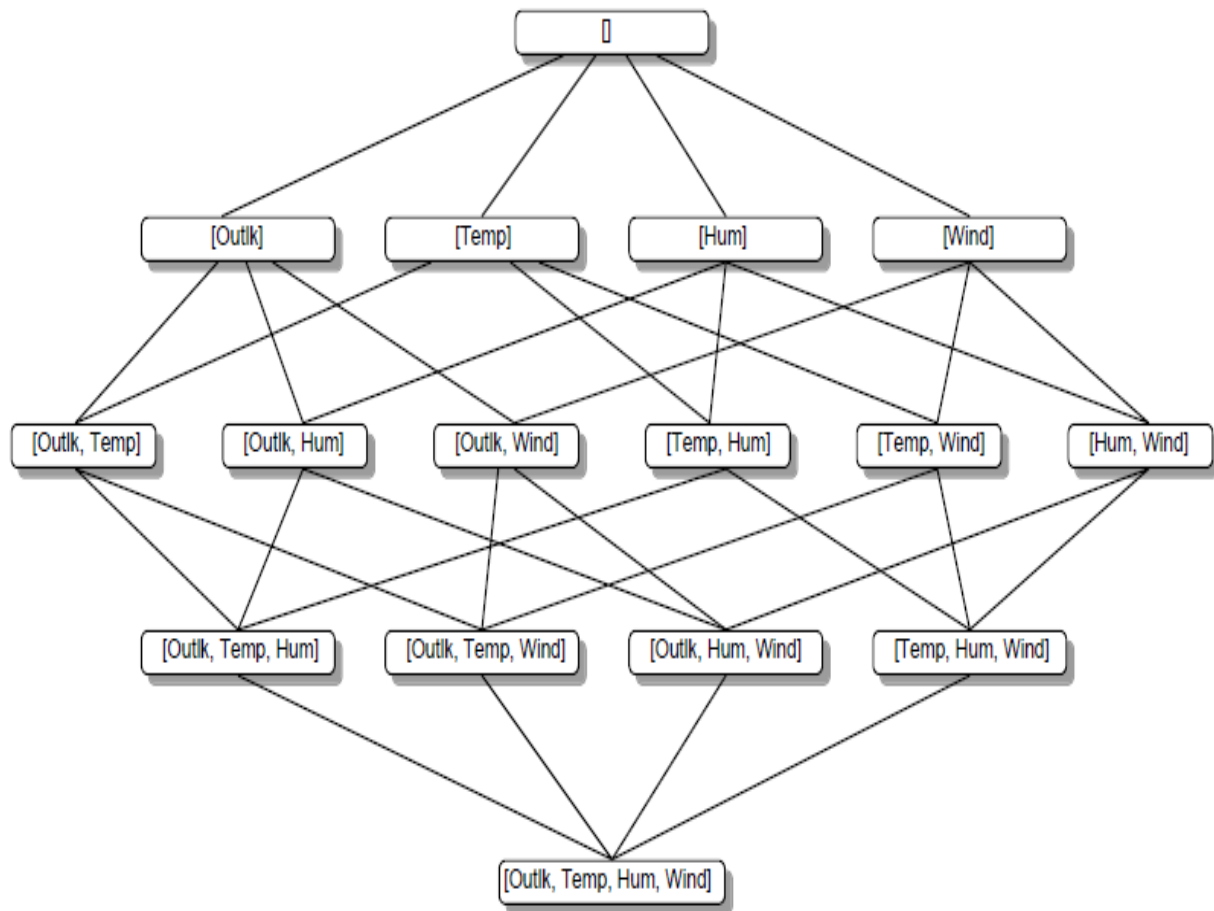 []
[Outlk]
[Temp]
[Hum]
[Wind]
[Outlk, Temp]
[Outlk, Hum]
[Outlk, Wind]
[Temp, Hum]
[Temp, Wind]
[Hum, Wind]
[Outlk, Temp, Hum]
[Outlk, Temp, Wind]
[Outlk, Hum, Wind]
[Temp, Hum, Wind]
[Outlk, Temp, Hum, Wind]